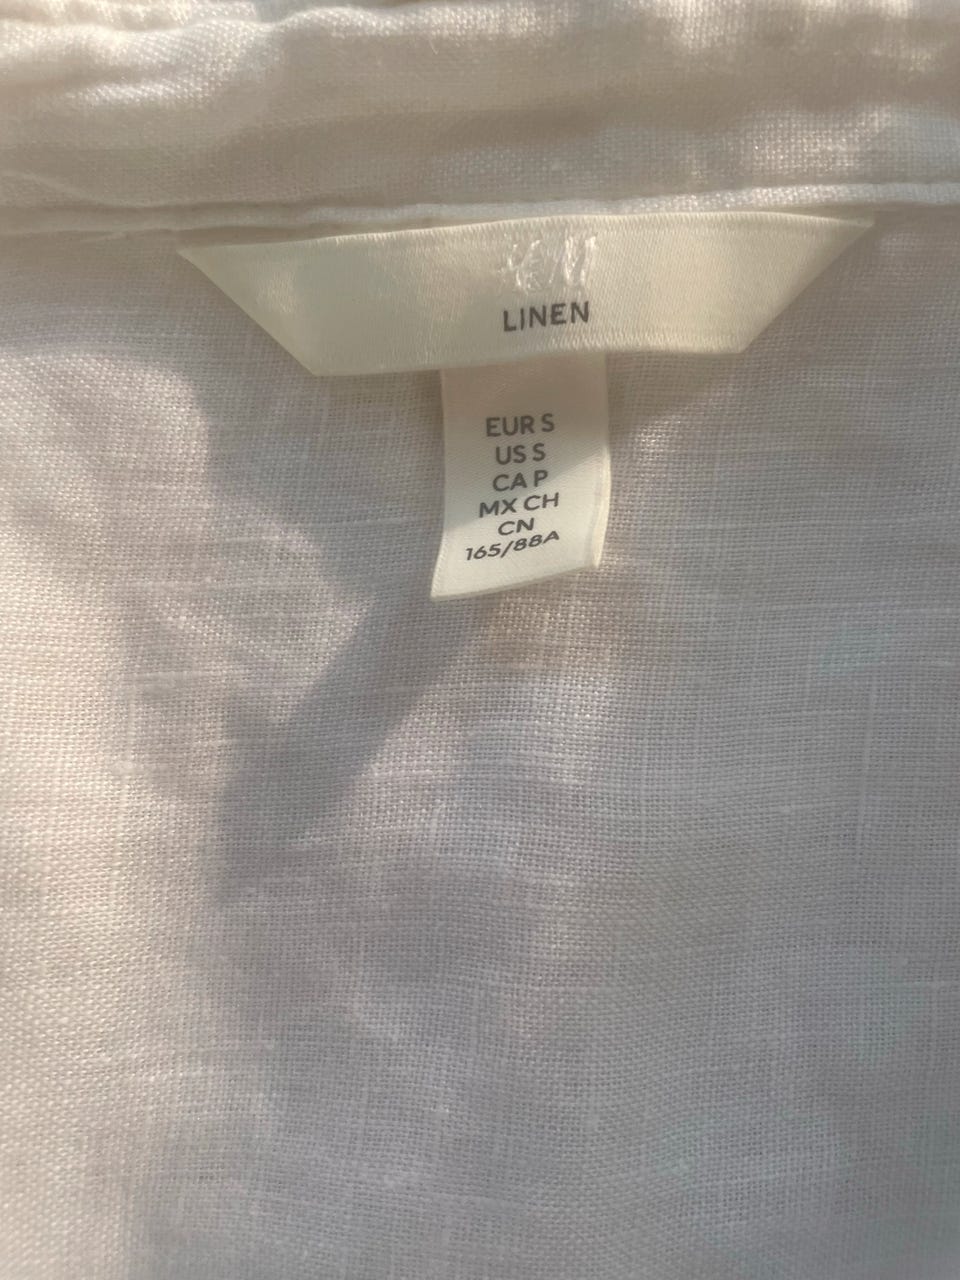 H&M
LINEN
EUR S
US S
CA P
MX CH
CN
165/88A